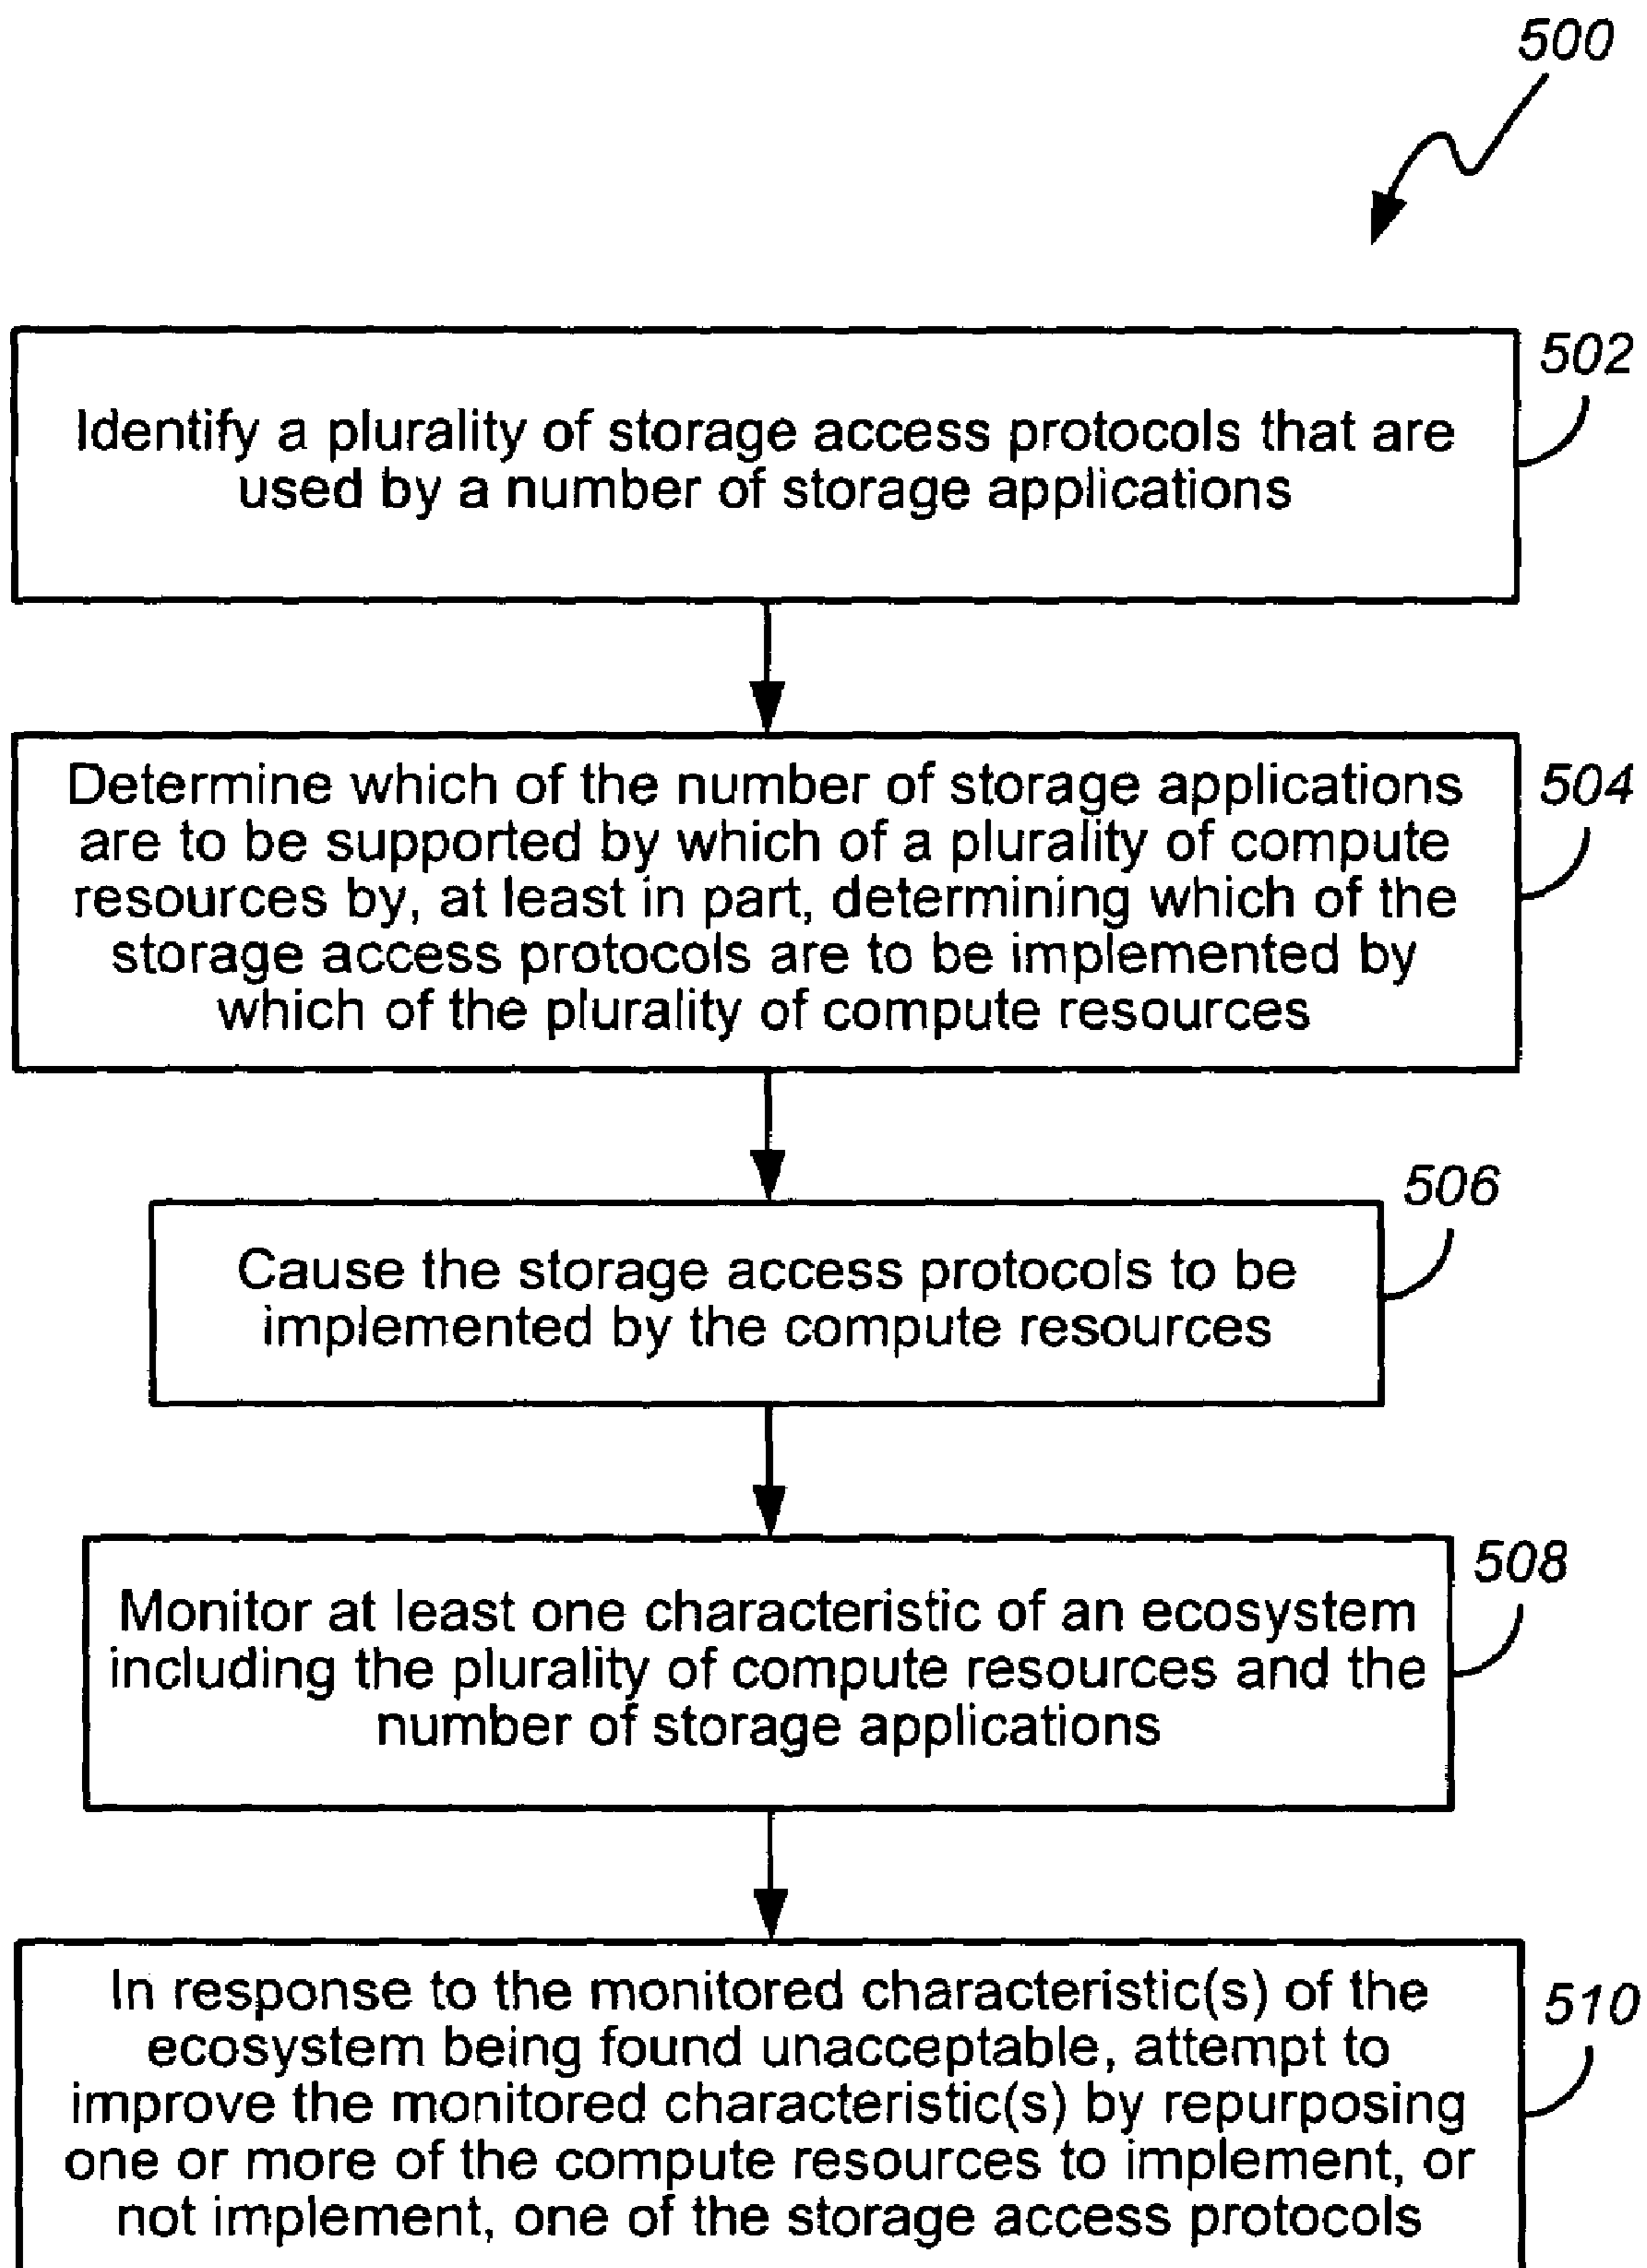 500
502
Identify a plurality of storage access protocols that are
used by a number of storage applications
504
Determine which of the number of storage applications
are to be supported by which of a plurality of compute
resources by, at least in part, determining which of the
storage access protocols are to be implemented by
which of the plurality of compute resources
506
Cause the storage access protocols to be
implemented by the compute resources
508
Monitor at least one characteristic of an ecosystem
including the plurality of compute resources and the
number of storage applications
510
In response to the monitored characteristic(s) of the
ecosystem being found unacceptable, attempt to
improve the monitored characteristic(s) by repurposing
one or more of the compute resources to implement, or
not implement, one of the storage access protocols